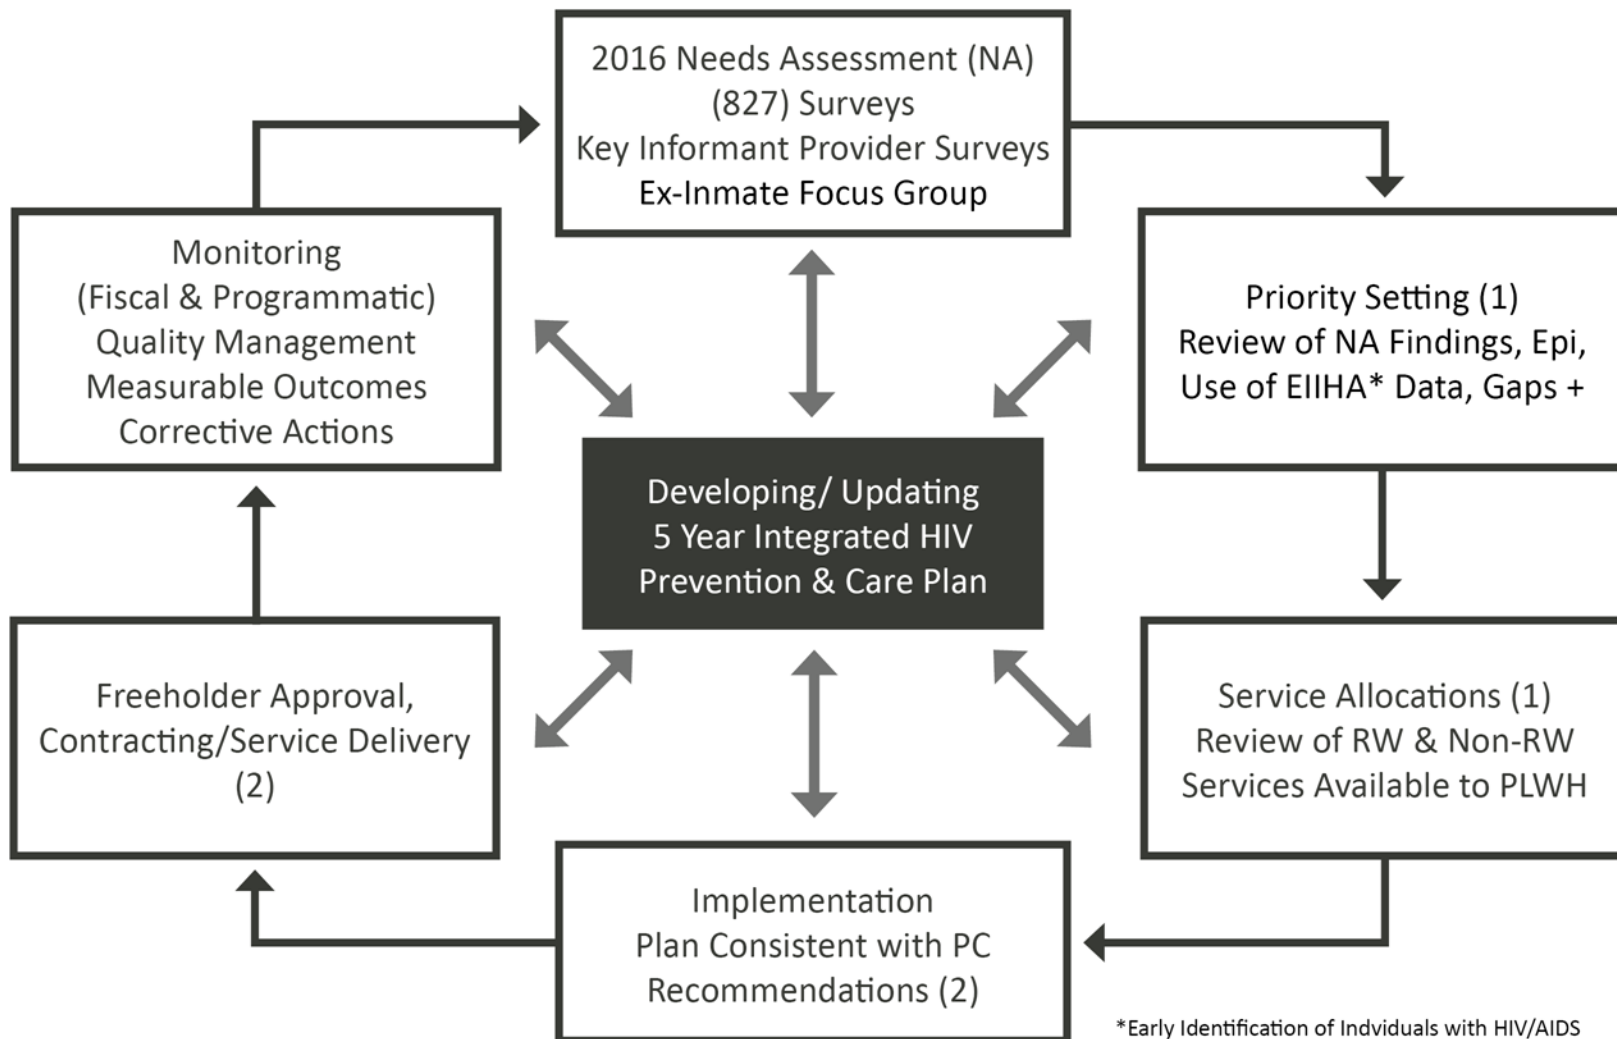 2016 Needs Assessment (NA)
(827) Surveys
Key Informant Provider Surveys
Ex-Inmate Focus Group
Priority Setting (1)
Review of NA Findings, Epi,
Use of EIIHA* Data, Gaps +
Service Allocations (1)
Review of RW & Non-RW
Services Available to PLWH
Implementation
Plan Consistent with PC
Recommendations (2)
Freeholder Approval,
Contracting/Service Delivery
(2)
Monitoring
(Fiscal & Programmatic)
Quality Management
Measurable Outcomes
Corrective Actions
Developing/ Updating
5 Year Integrated HIV
Prevention & Care Plan
*Early Identification of Indviduals with HIV/AIDS